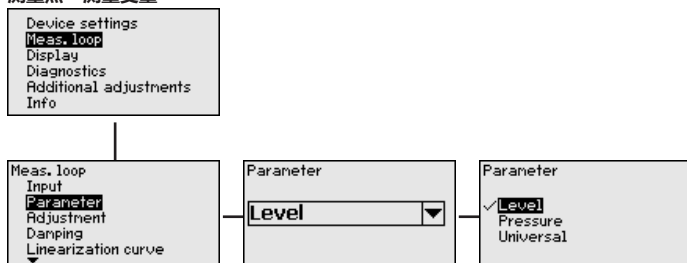 Device settings
Meas. loop
Display
Diagnostics
Additional adjustments
Info
Meas. loop
Input
Parameter
Adjustment
Damping
Linearization curve
Parameter
Level
Parameter
Level
Pressure
Universal